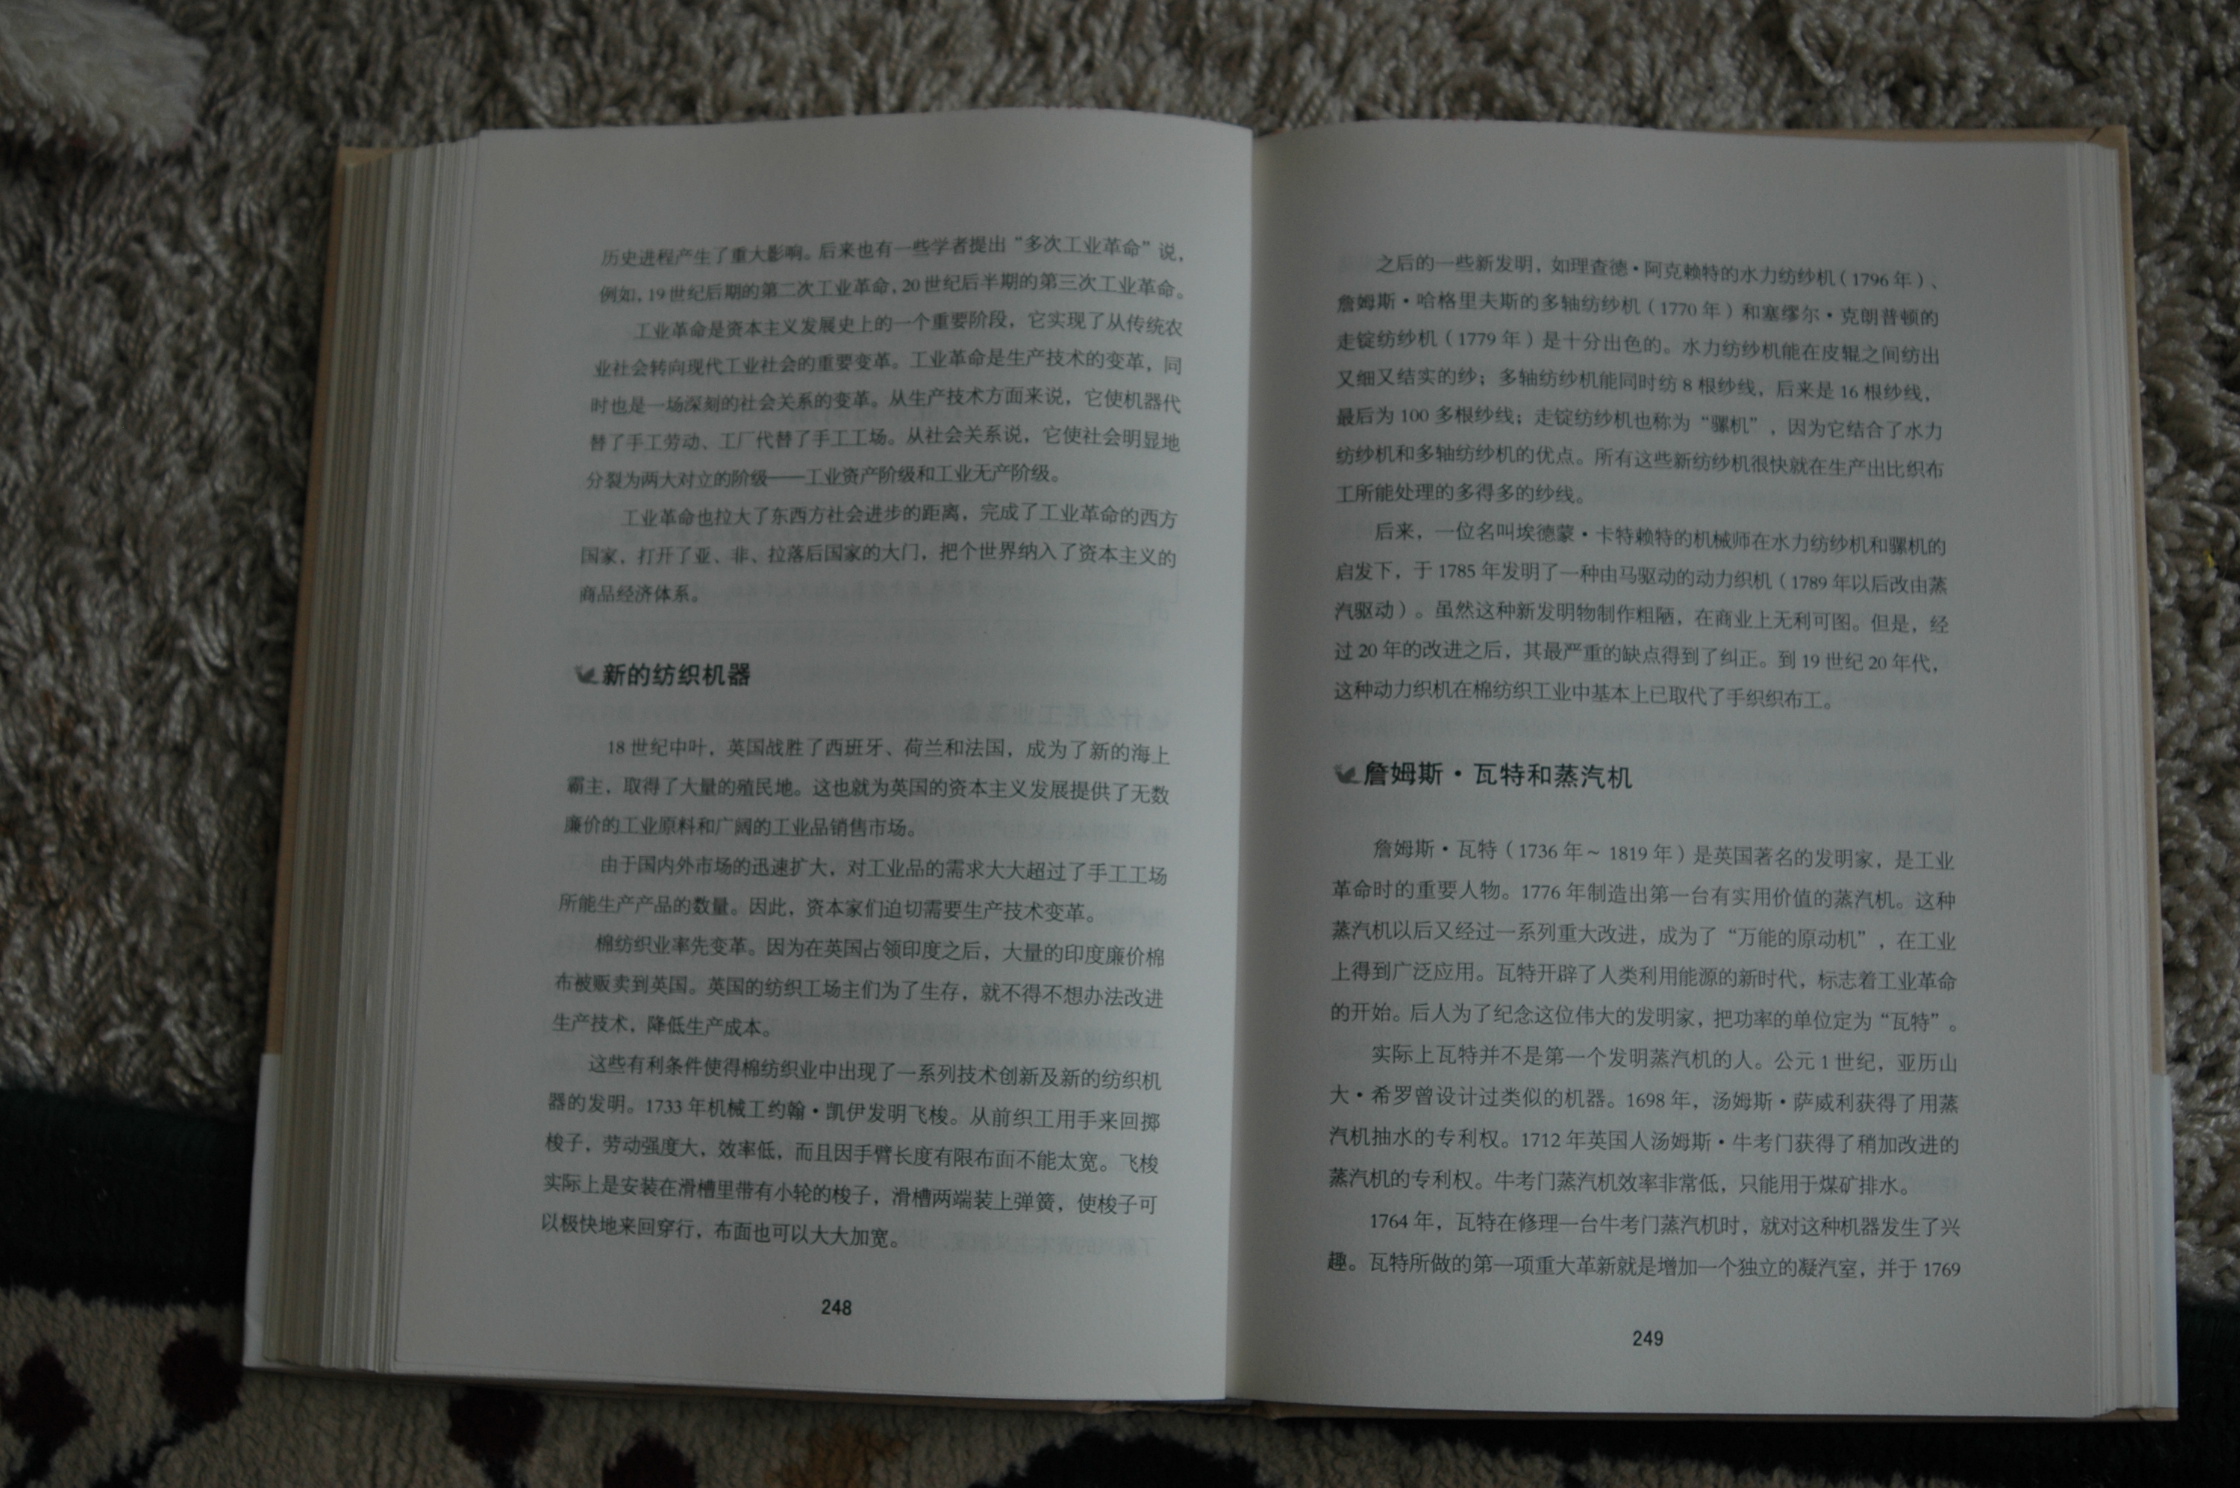 历史进程产生了重大影响。后来也有一些学者提出“多次工业革命”说,
例如,19世纪后期的第二次工业革命,20世纪后半期的第三次工业革命。
工业革命是资本主义发展史上的一个重要阶段，它实现了从传统农
业社会转向现代工业社会的重要变革。工业革命是生产技术的变革，同
时也是一场深刻的社会关系的变革。从生产技术方面来说，它使机器代
替了手工劳动、工厂代替了手工工场。从社会关系说，它使社会明显地
分裂为两大对立的阶级——工业资产阶级和工业无产阶级。
工业革命也拉大了东西方社会进步的距离，完成了工业革命的西方
国家，打开了亚、非、拉落后国家的大门，把个世界纳入了资本主义的
商品经济体系。
新的纺织机器
18世纪中叶，英国战胜了西班牙、荷兰和法国，成为了新的海上
霸主，取得了大量的殖民地。这也就为英国的资本主义发展提供了无数
廉价的工业原料和广阔的工业品销售市场。
由于国内外市场的迅速扩大，对工业品的需求大大超过了手工工场
所能生产产品的数量。因此，资本家们迫切需要生产技术变革。
棉纺织业率先变革。因为在英国占领印度之后，大量的印度廉价棉
布被贩卖到英国。英国的纺织工场主们为了生存，就不得不想办法改进
生产技术，降低生产成本。
这些有利条件使得棉纺织业中出现了一系列技术创新及新的纺织机
器的发明。1733年机械工约翰·凯伊发明飞梭。从前织工用手来回掷
梭子，劳动强度大，效率低，而且因手臂长度有限布面不能太宽。飞梭
实际上是安装在滑槽里带有小轮的梭子，滑槽两端装上弹簧，使梭子可
以极快地来回穿行，布面也可以大大加宽。
248
之后的一些新发明，如理查德·阿克赖特的水力纺纱机（1796年）、
詹姆斯·哈格里夫斯的多轴纺纱机（1770年）和塞缪尔·克朗普顿的
走锭纺纱机（1779年）是十分出色的。水力纺纱机能在皮辊之间纺出
又细又结实的纱；多轴纺纱机能同时纺8根纱线，后来是16根纱线，
最后为100多根纱线；走锭纺纱机也称为“骡机”，因为它结合了水力
纺纱机和多轴纺纱机的优点。所有这些新纺纱机很快就在生产出比织布
工所能处理的多得多的纱线。
后来，一位名叫埃德蒙·卡特赖特的机械师在水力纺纱机和骡机的
启发下，于1785年发明了一种由马驱动的动力织机（1789年以后改由蒸
汽驱动）。虽然这种新发明物制作粗陋，在商业上无利可图。但是，经
过20年的改进之后，其最严重的缺点得到了纠正。到19世纪20年代，
这种动力织机在棉纺织工业中基本上已取代了手织织布工。
詹姆斯·瓦特和蒸汽机
詹姆斯·瓦特（1736年～1819年）是英国著名的发明家，是工业
革命时的重要人物。1776年制造出第一台有实用价值的蒸汽机。这种
蒸汽机以后又经过一系列重大改进，成为了“万能的原动机”，在工业
上得到广泛应用。瓦特开辟了人类利用能源的新时代，标志着工业革命
的开始。后人为了纪念这位伟大的发明家，把功率的单位定为“瓦特”。
实际上瓦特并不是第一个发明蒸汽机的人。公元1世纪，亚历山
大·希罗曾设计过类似的机器。1698年，汤姆斯·萨威利获得了用蒸
汽机抽水的专利权。1712年英国人汤姆斯·牛考门获得了稍加改进的
蒸汽机的专利权。牛考门蒸汽机效率非常低，只能用于煤矿排水。
1764年，瓦特在修理一台牛考门蒸汽机时，就对这种机器发生了兴
趣。瓦特所做的第一项重大革新就是增加一个独立的凝汽室，并于1769
249